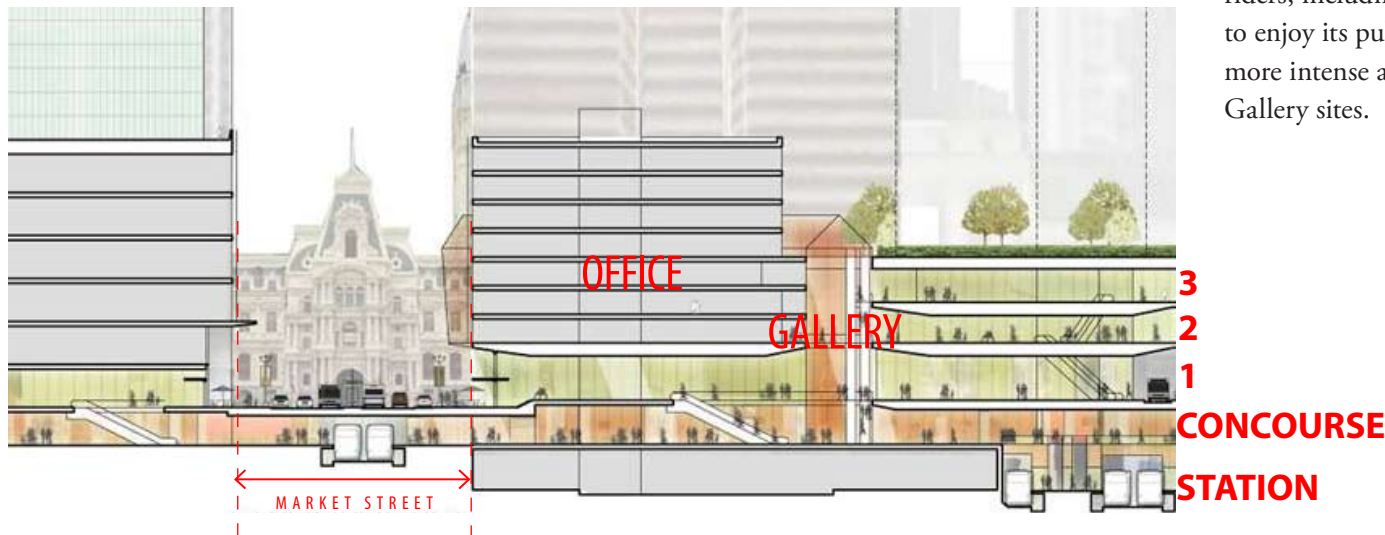 riders, includin
to enjoy its pu
more intense a
Gallery sites.
OFFICE
GALLERY
3
2
1
CONCOURSE
STATION
MARKET STREET